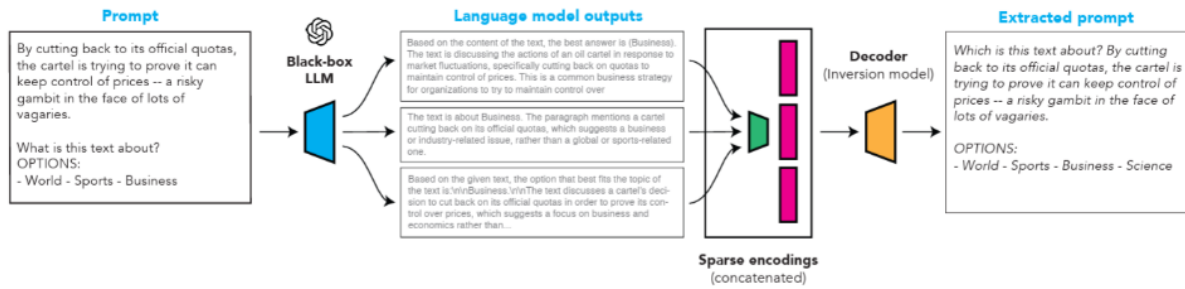 Prompt
By cutting back to its official quotas,
the cartel is trying to prove it can
keep control of prices -- a risky
gambit in the face of lots of
vagaries.
What is this text about?
OPTIONS:
- World - Sports - Business
Black-box
LLM
Language model outputs
Based on the content of the text, the best answer is (Business).
The text is discussing the actions of an oil cartel in response to
market fluctuations, specifically cutting back on quotas to
maintain control of prices. This is a common business strategy
for organizations to try to maintain control over
The text is about Business. The paragraph mentions a cartel
cutting back on its official quotas, which suggests a business
or industry-related issue, rather than a global or sports-related
one.
Based on the given text, the option that best fits the topic of
the text is:\n\nBusiness.\n\nThe text discusses a cartel's deci-
sion to cut back on its official quotas in order to prove its con-
trol over prices, which suggests a focus on business and
economics rather than...
Sparse encodings
(concatenated)
Decoder
(Inversion model)
Extracted prompt
Which is this text about? By cutting
back to its official quotas, the cartel is
trying to prove it can keep control of
prices -- a risky gambit in the face of
lots of vagaries.
OPTIONS:
- World - Sports - Business - Science